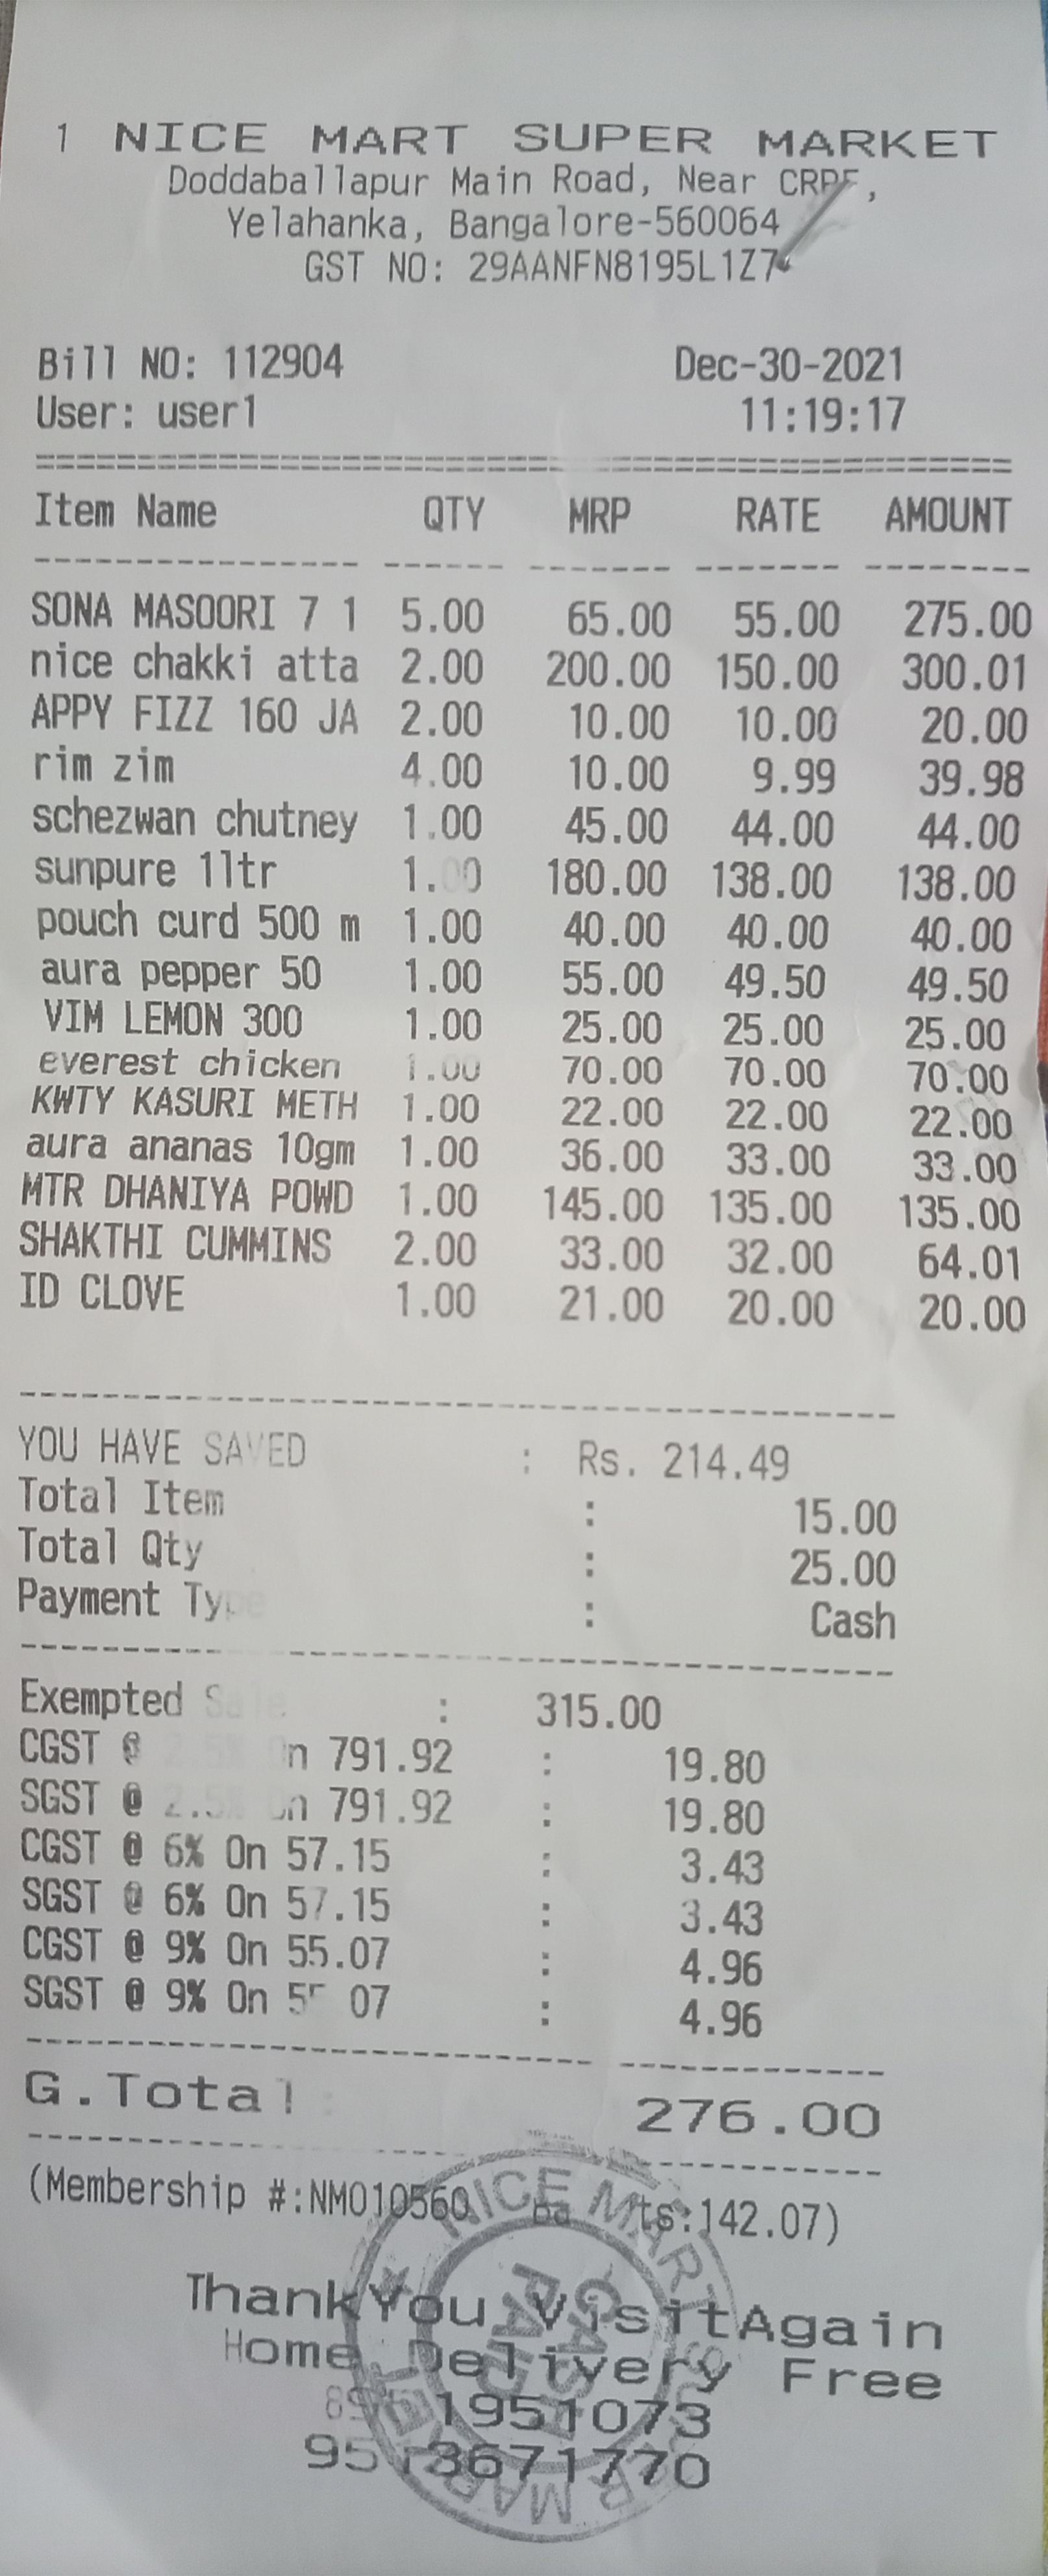 1 NICE MART SUPER MARKET
Doddaballapur Main Road, Near CRPF,
Yelahanka, Bangalore-560064
GST NO: 29AANFN8195L1Z7
Bill NO: 112904 Dec-30-2021
User: user1 11:19:17
Item Name QTY MRP RATE AMOUNT
SONA MASOORI 7 1 5.00 65.00 55.00 275.00
nice chakki atta 2.00 200.00 150.00 300.01
APPY FIZZ 160 JA 2.00 10.00 10.00 20.00
rim zim 4.00 10.00 9.99 39.98
schezwan chutney 1.00 45.00 44.00 44.00
sunpure 1ltr 1.00 180.00 138.00 138.00
pouch curd 500 m 1.00 40.00 40.00 40.00
aura pepper 50 1.00 55.00 49.50 49.50
VIM LEMON 300 1.00 25.00 25.00 25.00
everest chicken 1.00 70.00 70.00 70.00
KWTY KASURI METH 1.00 22.00 22.00 22.00
aura ananas 10gm 1.00 36.00 33.00 33.00
MTR DHANIYA POWD 1.00 145.00 135.00 135.00
SHAKTHI CUMMINS 2.00 33.00 32.00 64.01
ID CLOVE 1.00 21.00 20.00 20.00
YOU HAVE SAVED : Rs. 214.49
Total Item : 15.00
Total Qty : 25.00
Payment Type : Cash
Exempted Sale : 315.00
CGST @ 2.5% On 791.92 : 19.80
SGST @ 2.5% On 791.92 : 19.80
CGST @ 6% On 57.15 : 3.43
SGST @ 6% On 57.15 : 3.43
CGST @ 9% On 55.07 : 4.96
SGST @ 9% On 55.07 : 4.96
G.Total 276.00
(Membership #:NM010560 ts:142.07)
ThankYou VisitAgain
Home Delivery Free
1951073
3671770
NICE MART